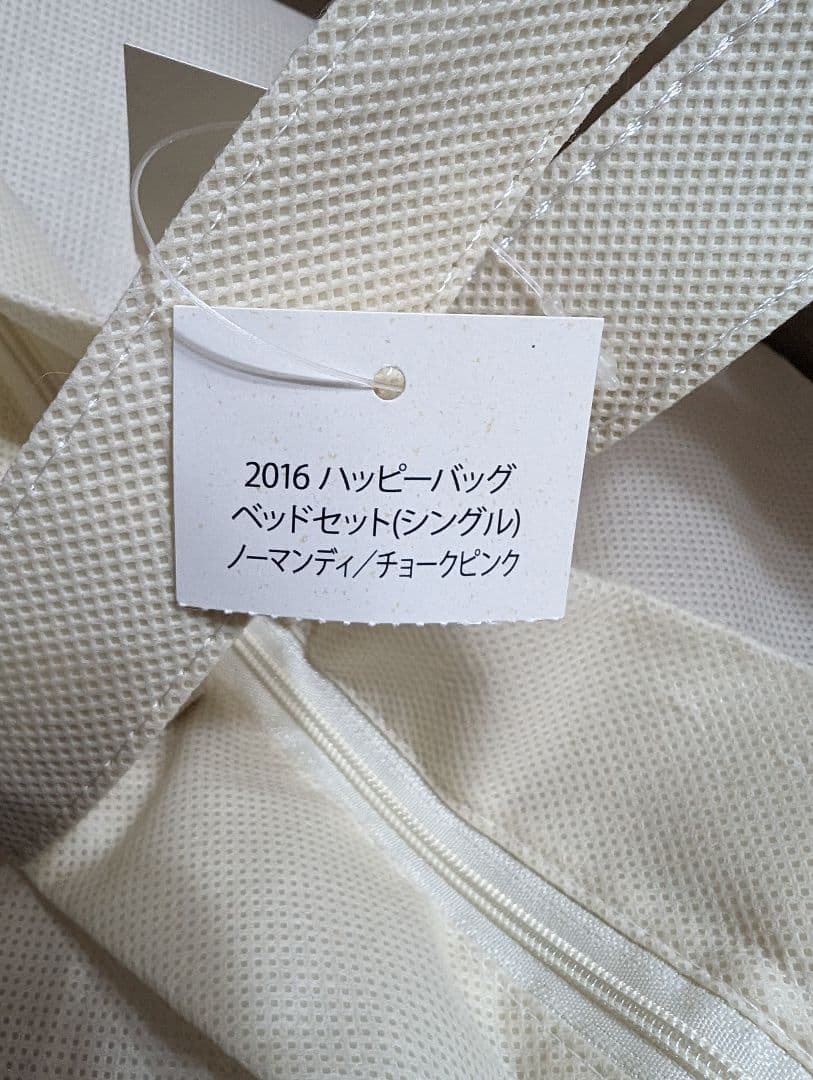 2016 ハッピーバッグ
ベッドセット(シングル)
ノーマンディ/チョークピンク